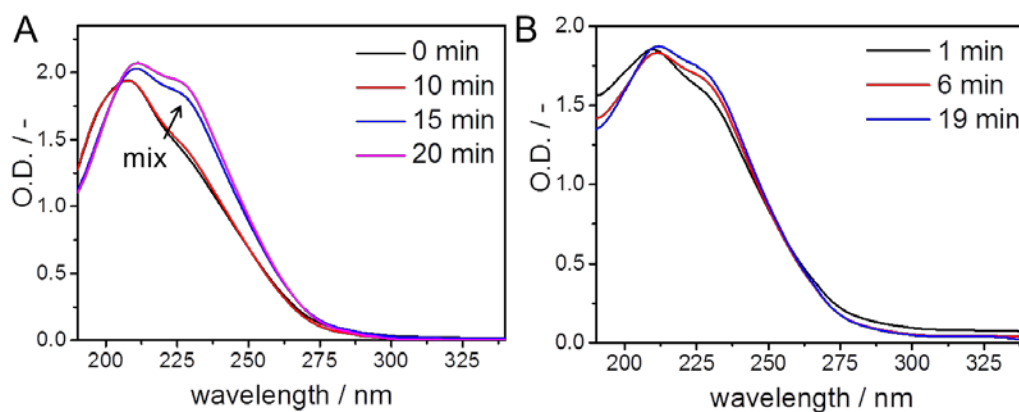 A
O.D. / -
2.0
1.5
1.0
0.5
0.0
0 min
10 min
15 min
20 min
mix
200 225 250 275 300 325
wavelength / nm
B
O.D. / -
2.0
1.5
1.0
0.5
0.0
1 min
6 min
19 min
200 225 250 275 300 325
wavelength / nm